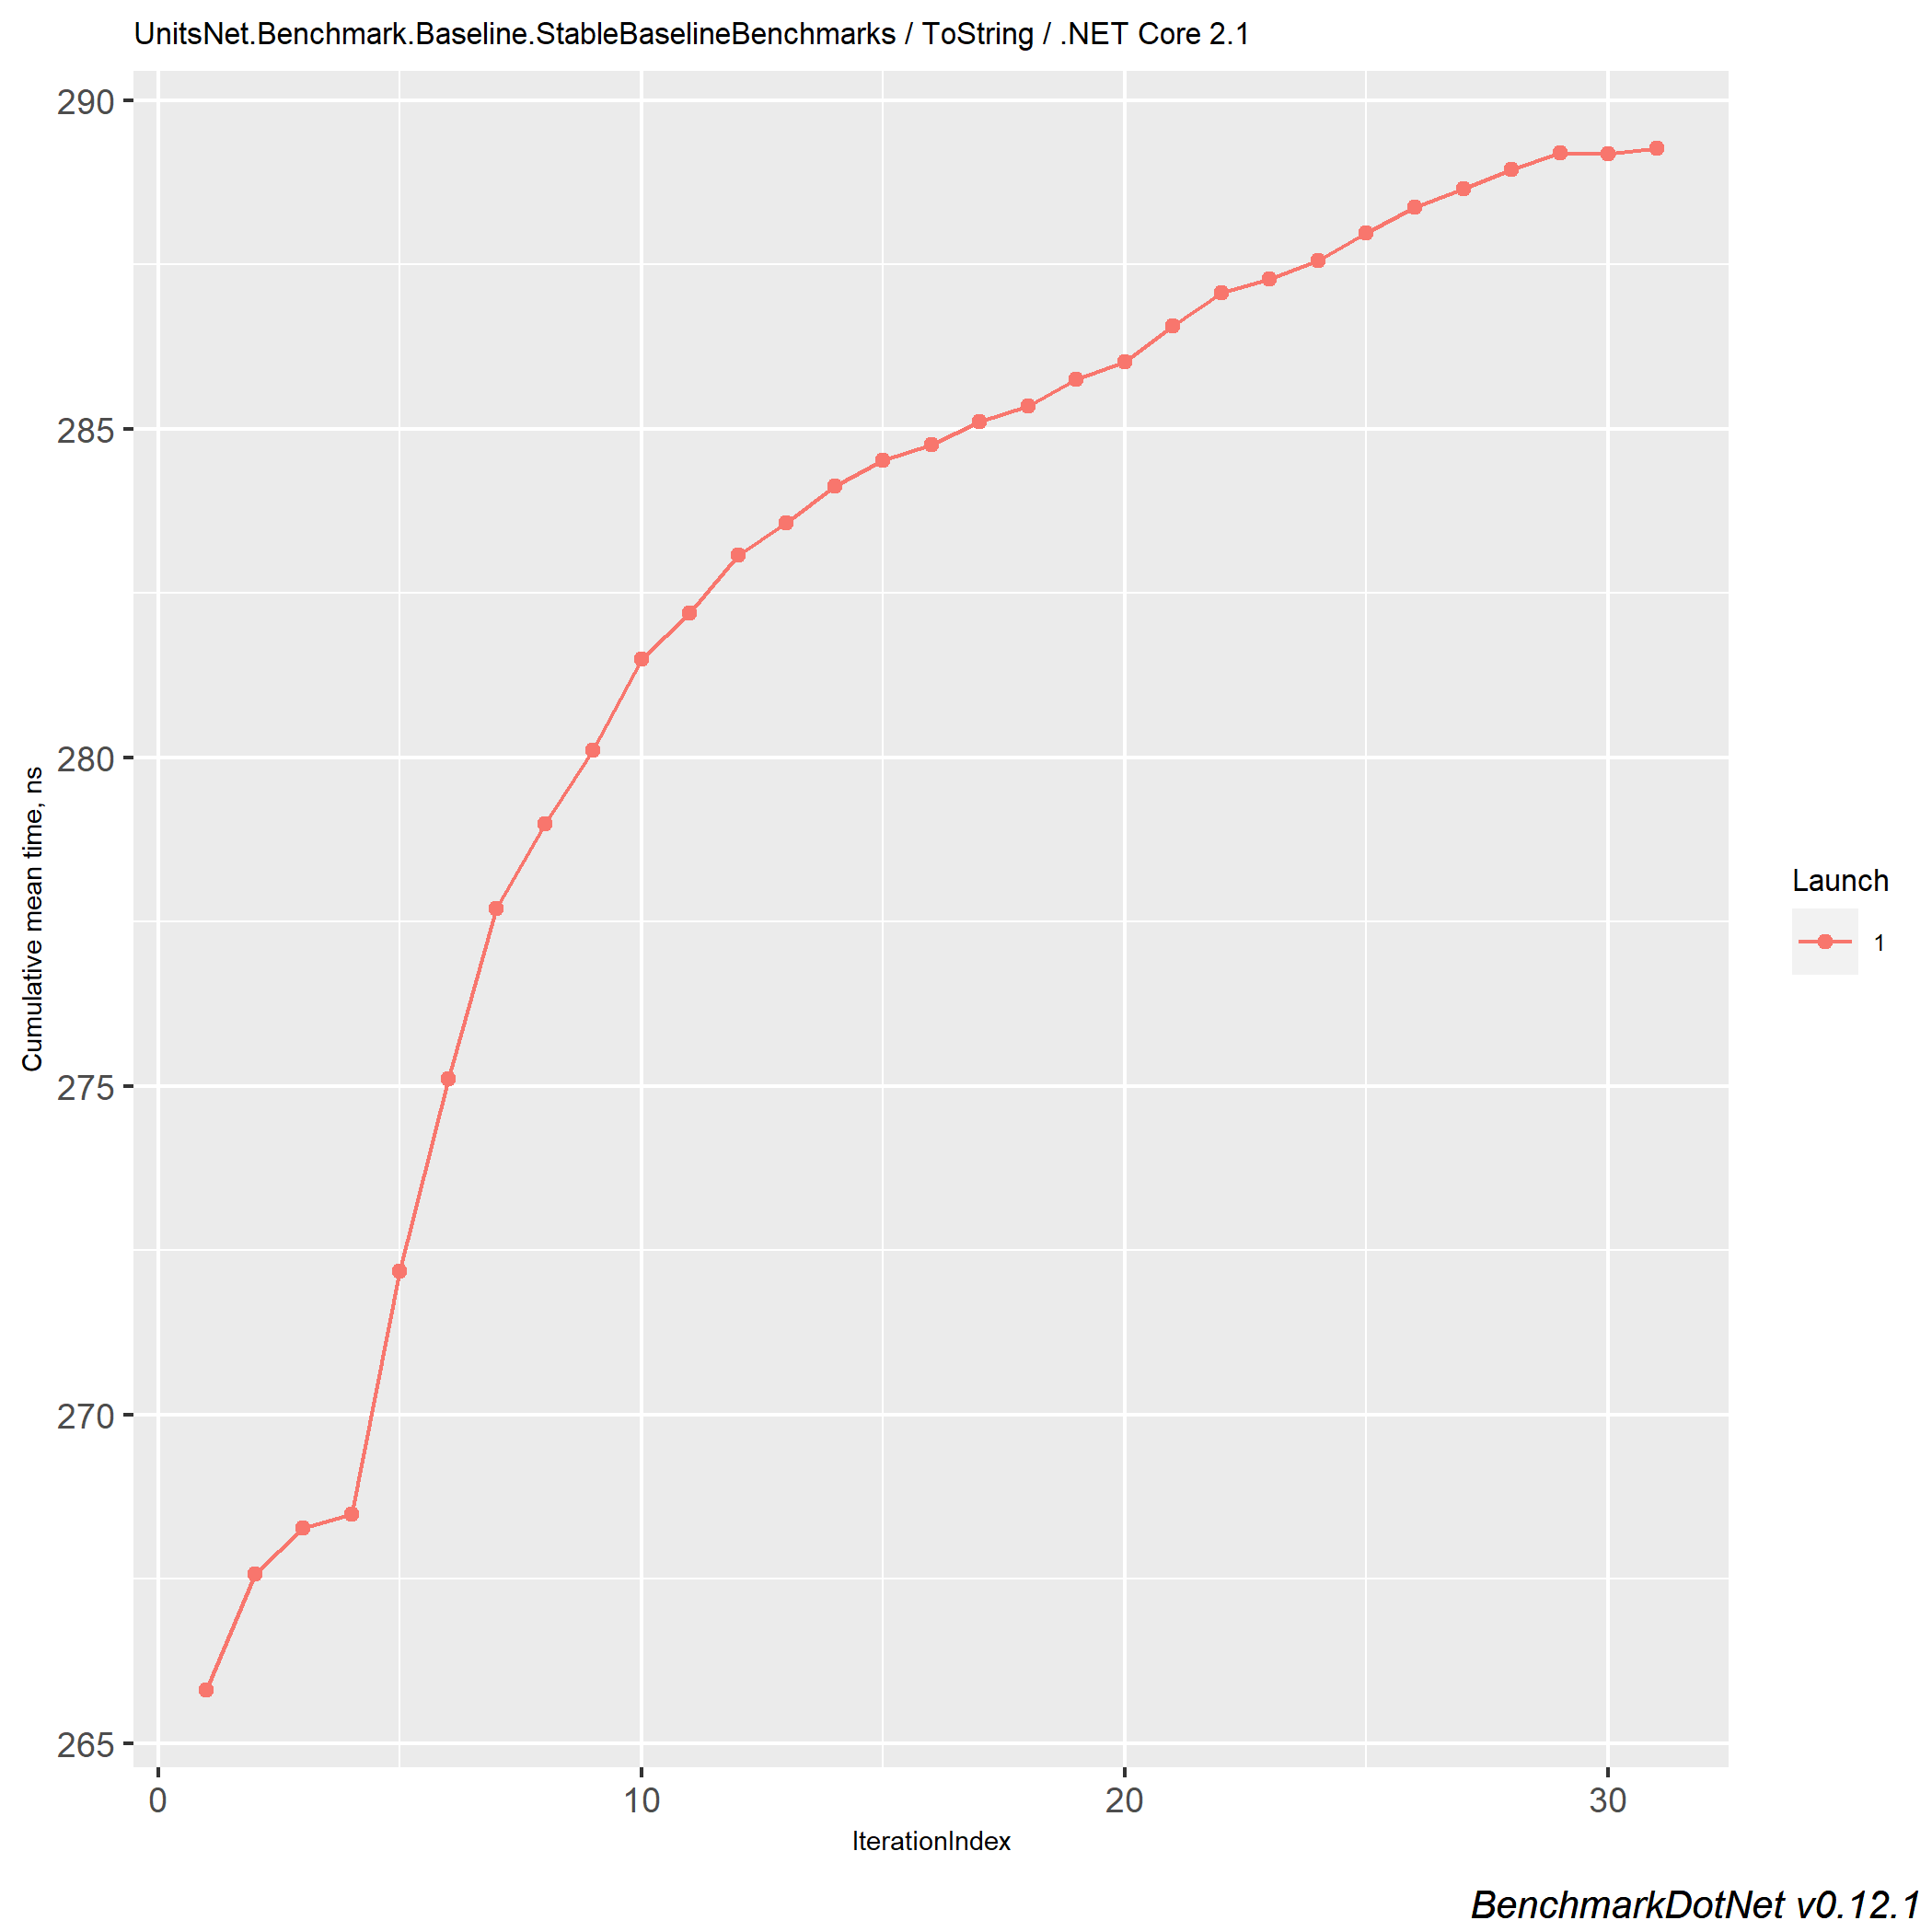 UnitsNet.Benchmark.Baseline.StableBaselineBenchmarks / ToString / .NET Core 2.1
290
285
280
275
270
265
Cumulative mean time, ns
0 10 20 30
IterationIndex
Launch
1
BenchmarkDotNet v0.12.1